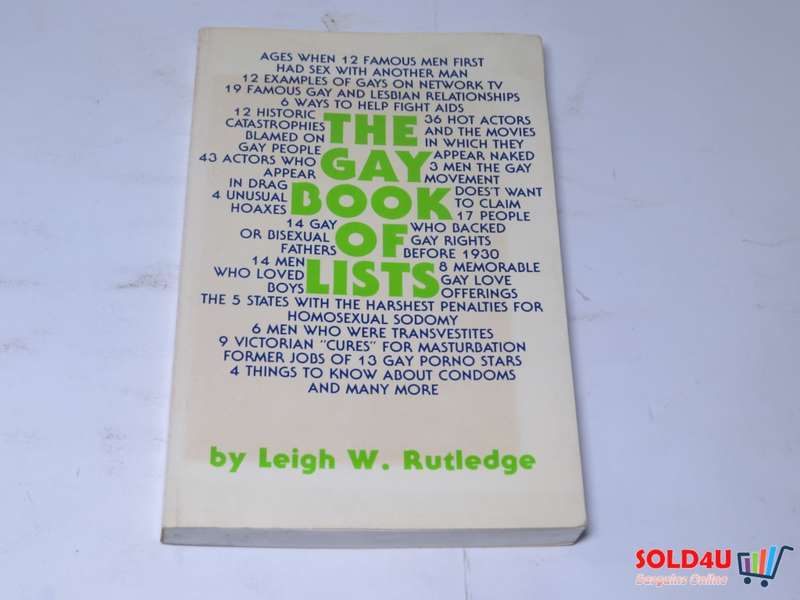 AGES WHEN 12 FAMOUS MEN FIRST
HAD SEX WITH ANOTHER MAN
12 EXAMPLES OF GAYS ON NETWORK TV
19 FAMOUS GAY AND LESBIAN RELATIONSHIPS
6 WAYS TO HELP FIGHT AIDS
12 HISTORIC
CATASTROPHIES
BLAMED ON
GAY PEOPLE
43 ACTORS WHO
APPEAR
IN DRAG
4 UNUSUAL
HOAXES
14 GAY
OR BISEXUAL
FATHERS
14 MEN
WHO LOVED
BOYS
THE
GAY
BOOK
OF
LISTS
36 HOT ACTORS
AND THE MOVIES
IN WHICH THEY
APPEAR NAKED
3 MEN THE GAY
MOVEMENT
DOES'T WANT
TO CLAIM
17 PEOPLE
WHO BACKED
GAY RIGHTS
BEFORE 1930
8 MEMORABLE
GAY LOVE
OFFERINGS
THE 5 STATES WITH THE HARSHEST PENALTIES FOR
HOMOSEXUAL SODOMY
6 MEN WHO WERE TRANSVESTITES
9 VICTORIAN "CURES" FOR MASTURBATION
FORMER JOBS OF 13 GAY PORNO STARS
4 THINGS TO KNOW ABOUT CONDOMS
AND MANY MORE
by Leigh W. Rutledge
SOLD4U
Bargains Online